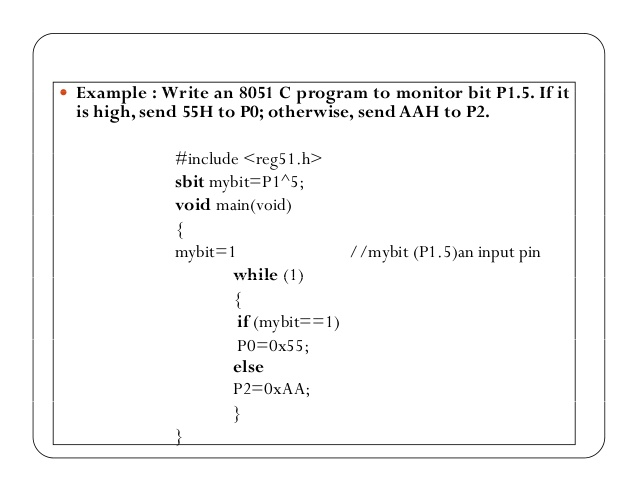 • Example : Write an 8051 C program to monitor bit P1.5. If it
is high, send 55H to P0; otherwise, send AAH to P2.
#include <reg51.h>
sbit mybit=P1^5;
void main(void)
{
mybit=1 //mybit (P1.5)an input pin
while (1)
{
if (mybit==1)
P0=0x55;
else
P2=0xAA;
}
}